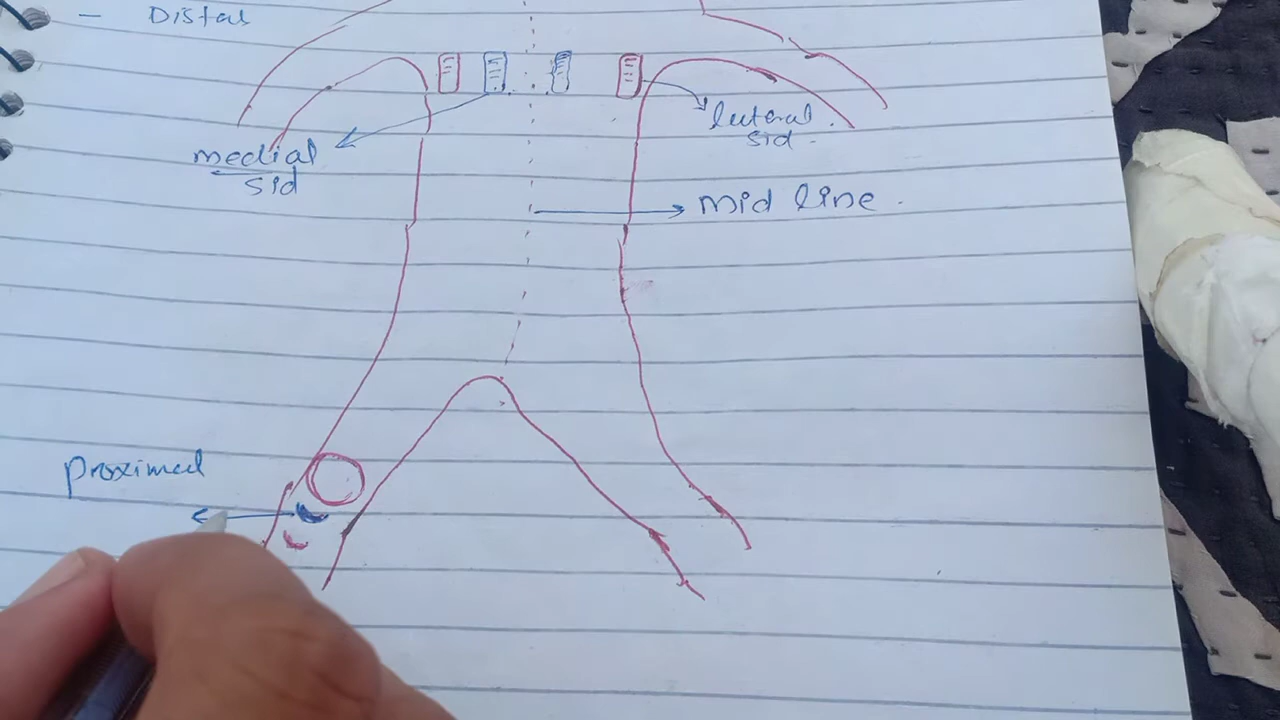 - Distal
medial
sid
lateral
sid.
mid line.
proximal